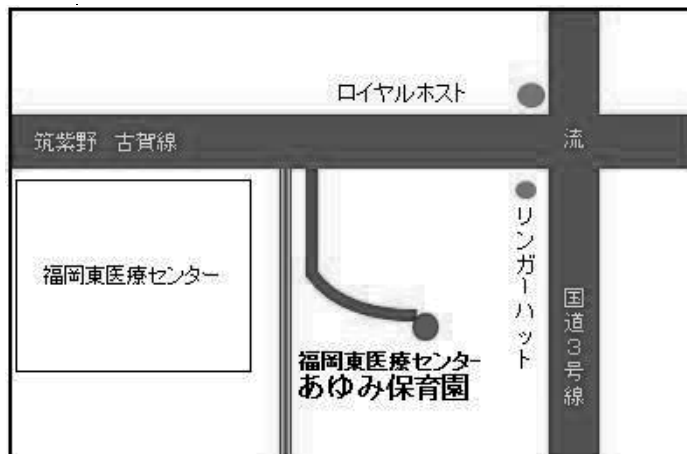 ロイヤルホスト
筑紫野 古賀線
流
リンガーハット
福岡東医療センター
国道3号線
福岡東医療センター
あゆみ保育園